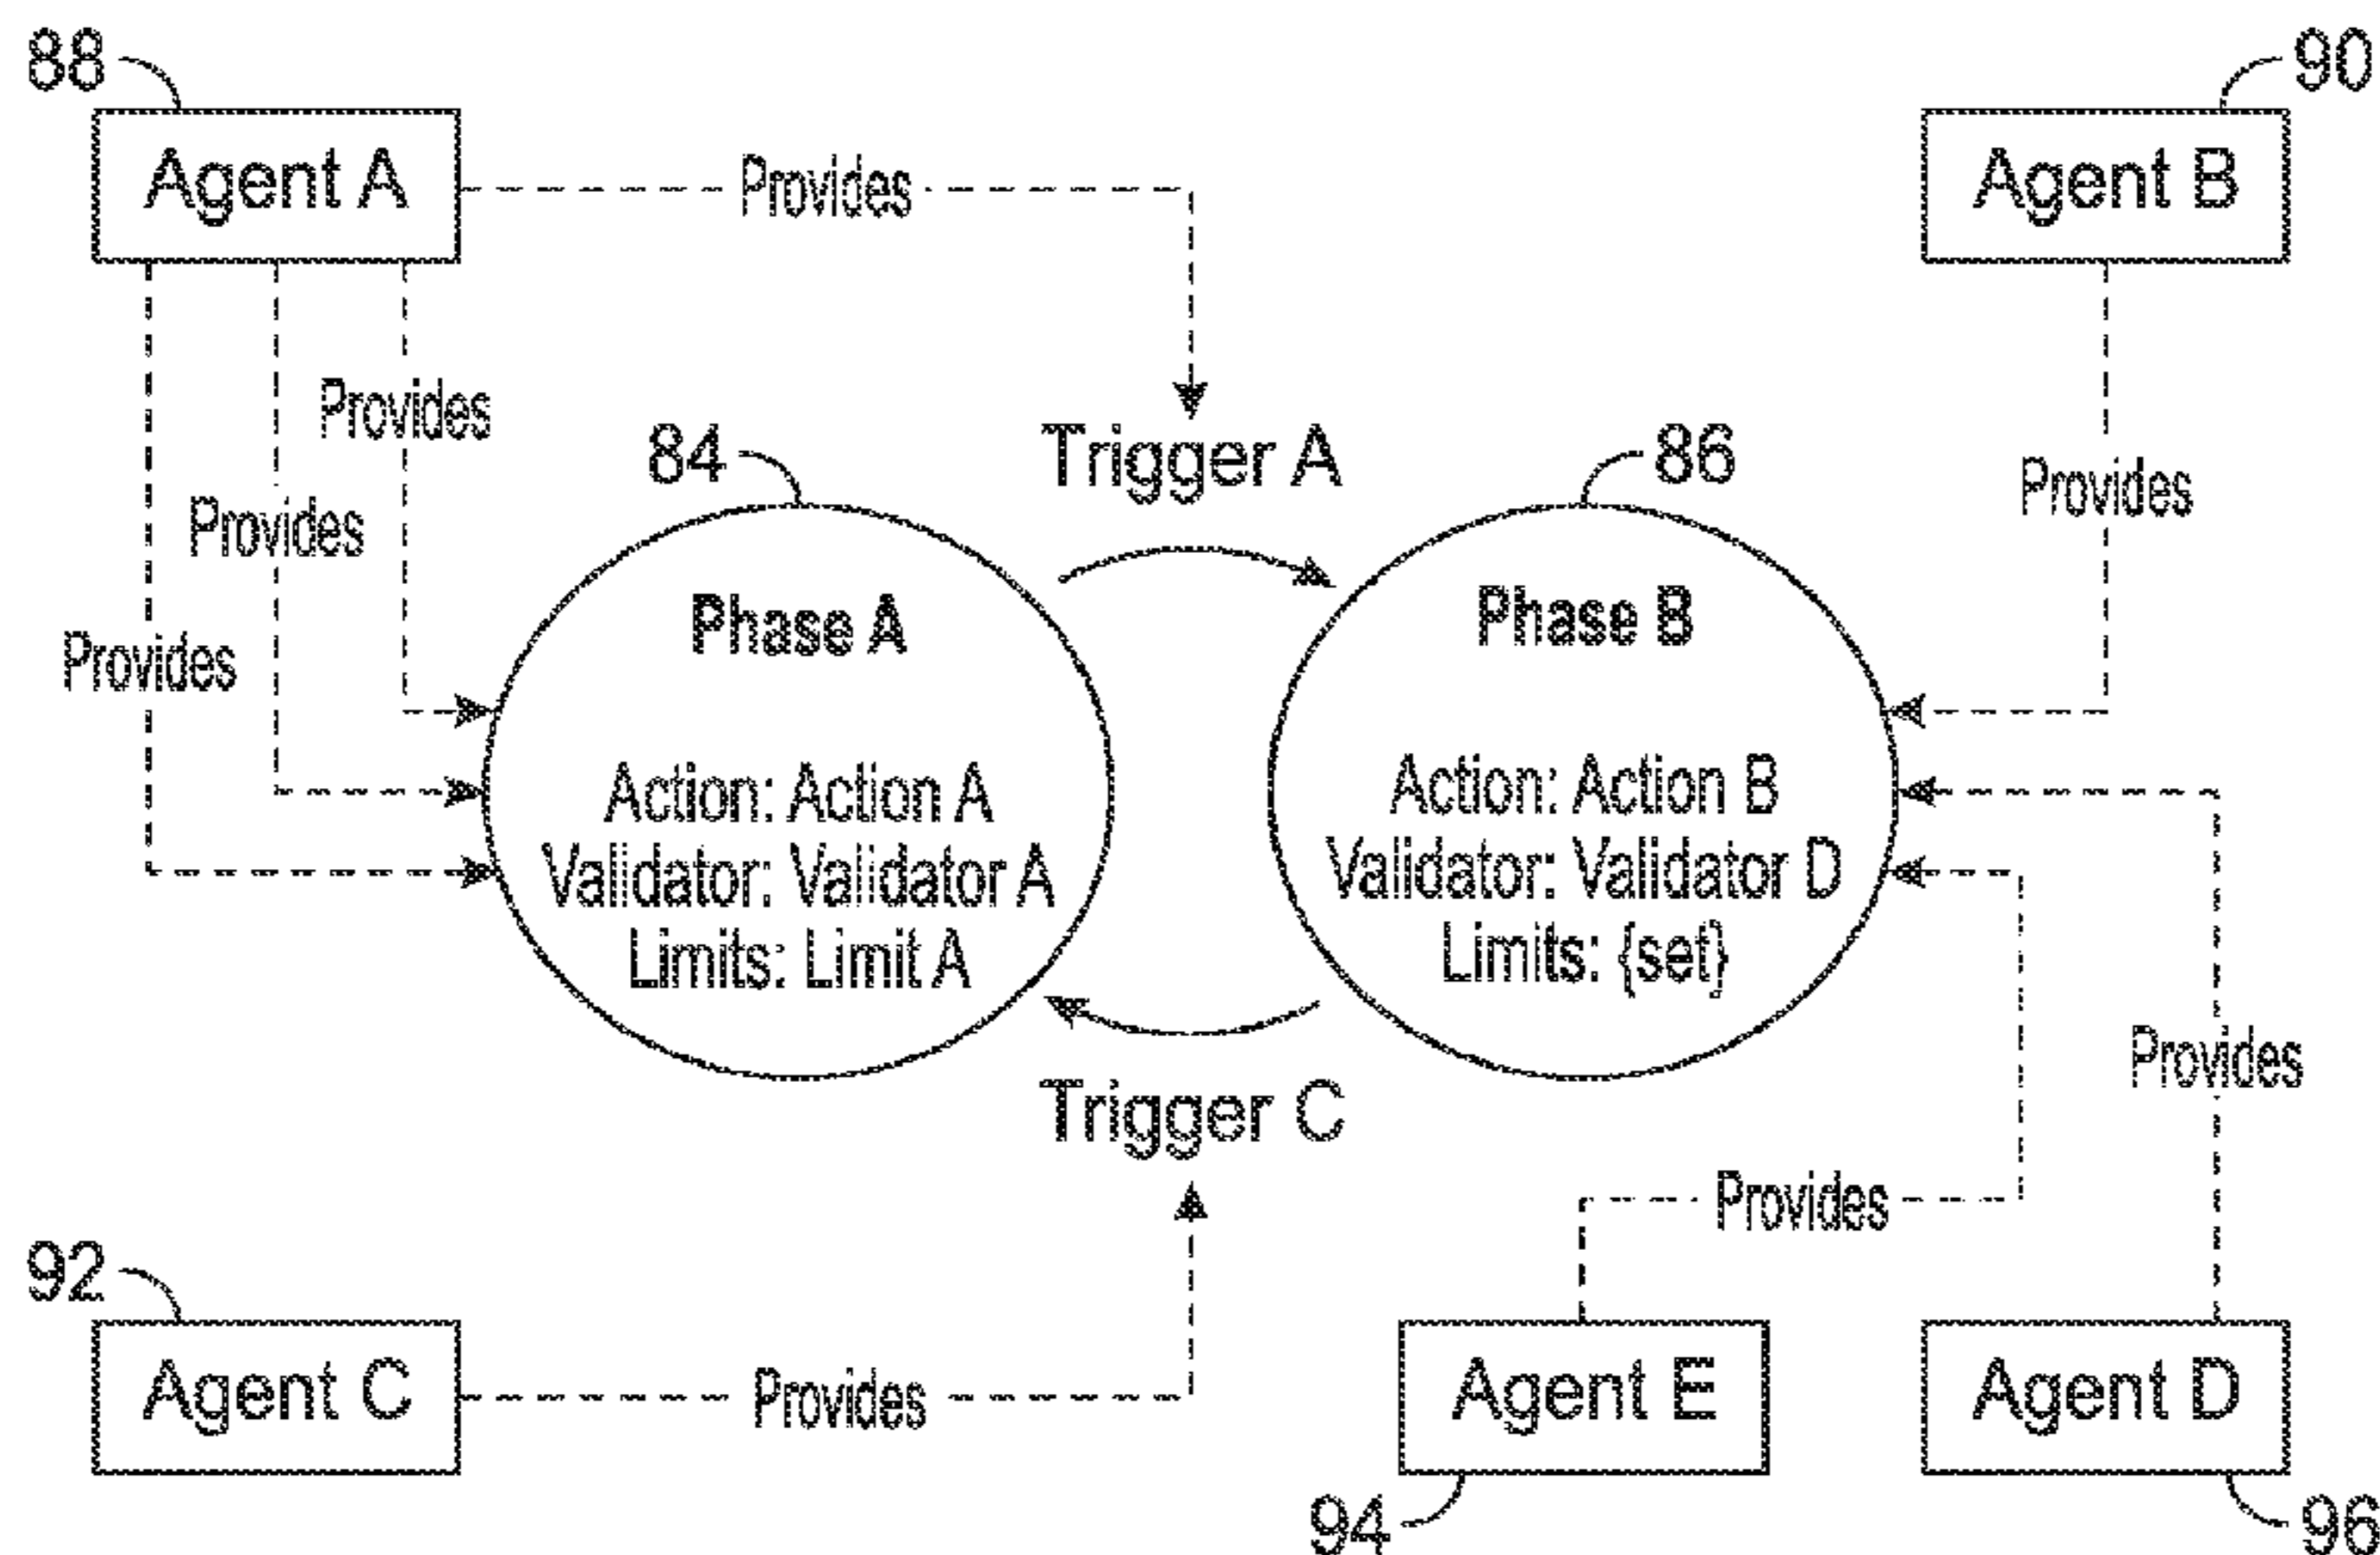 88
90
Agent A
Provides
Agent B
Provides
84
Trigger A
86
Provides
Provides
Provides
Phase A
Action: Action A
Validator: Validator A
Limits: Limit A
Phase B
Action: Action B
Validator: Validator D
Limits: {set}
Trigger C
Provides
Provides
92
Agent C
Provides
Agent E
Agent D
94
96